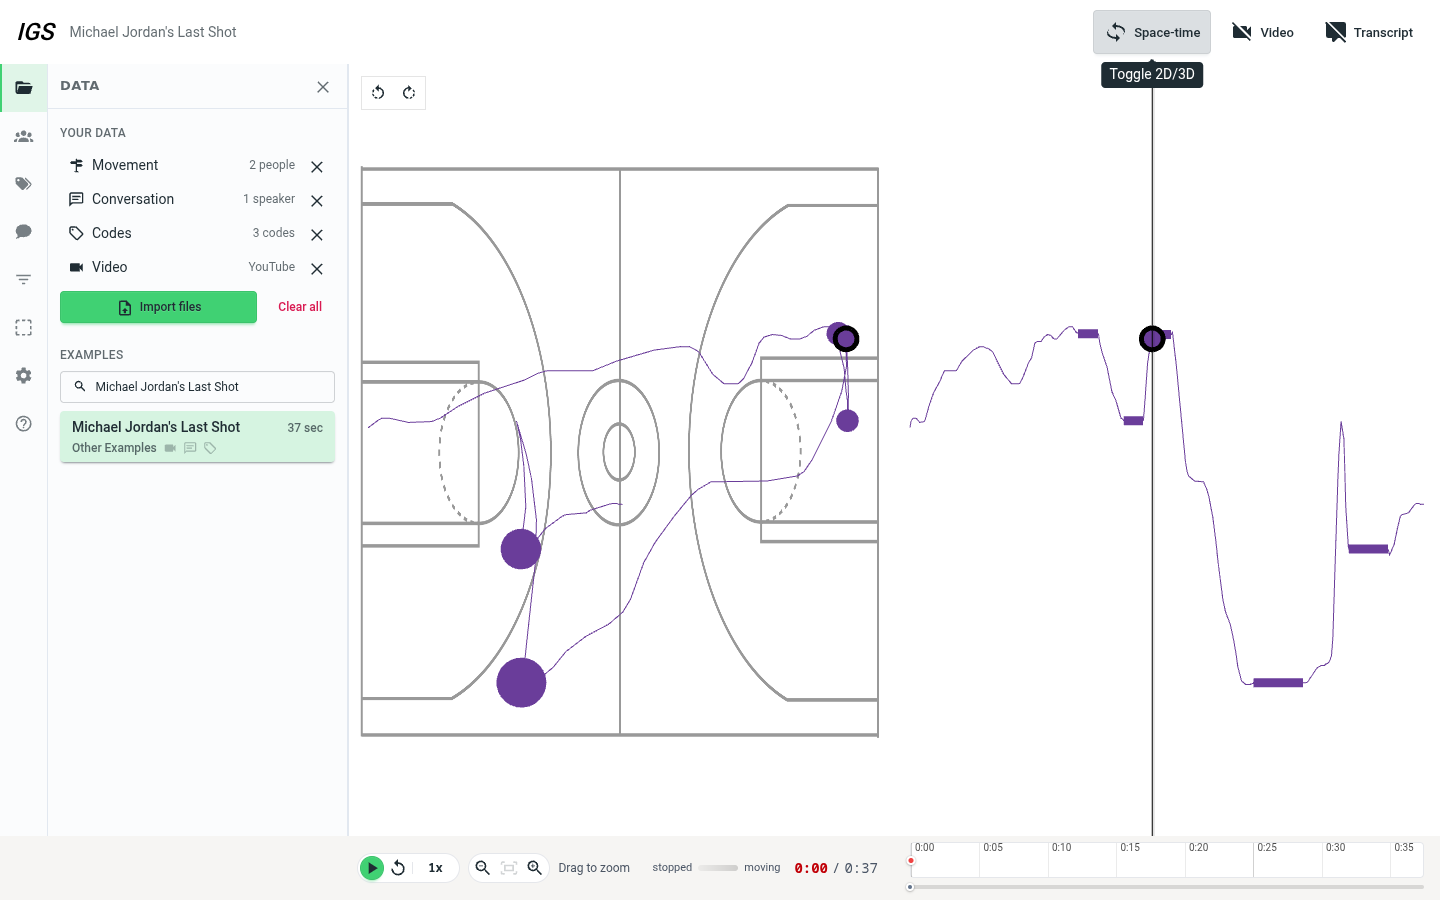 IGS
Michael Jordan's Last Shot
Space-time
Video
Transcript
Toggle 2D/3D
DATA
YOUR DATA
Movement 2 people
Conversation 1 speaker
Codes 3 codes
Video YouTube
Import files
Clear all
EXAMPLES
Michael Jordan's Last Shot
Michael Jordan's Last Shot 37 sec
Other Examples
1x
Drag to zoom
stopped
moving
0:00 / 0:37
0:00 0:05 0:10 0:15 0:20 0:25 0:30 0:35